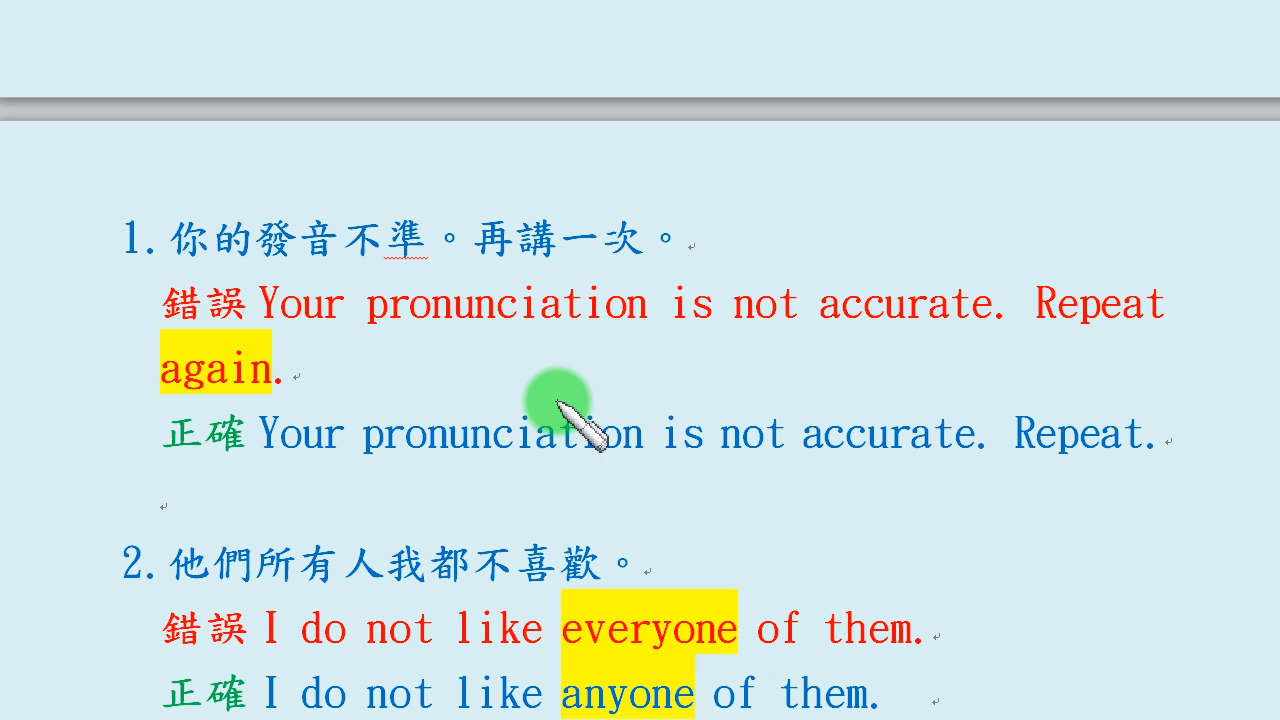 1.你的發音不準。再講一次。
錯誤 Your pronunciation is not accurate. Repeat
again.
正確 Your pronunciation is not accurate. Repeat.
2.他們所有人我都不喜歡。
錯誤 I do not like everyone of them.
正確 I do not like anyone of them.